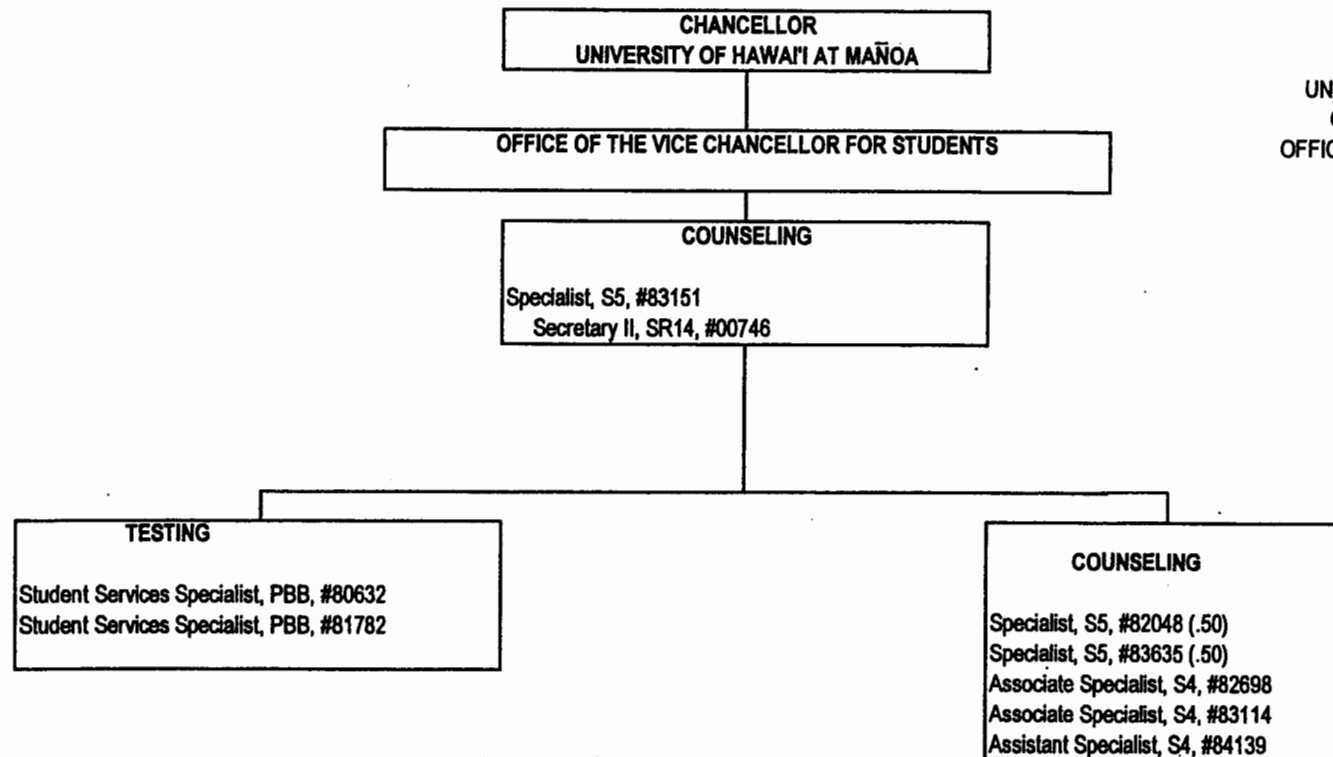 CHANCELLOR
UNIVERSITY OF HAWAI'I AT MAÑOA
UN
OFFIC
OFFICE OF THE VICE CHANCELLOR FOR STUDENTS
COUNSELING
Specialist, S5, #83151
Secretary II, SR14, #00746
TESTING
Student Services Specialist, PBB, #80632
Student Services Specialist, PBB, #81782
COUNSELING
Specialist, S5, #82048 (.50)
Specialist, S5, #83635 (.50)
Associate Specialist, S4, #82698
Associate Specialist, S4, #83114
Assistant Specialist, S4, #84139